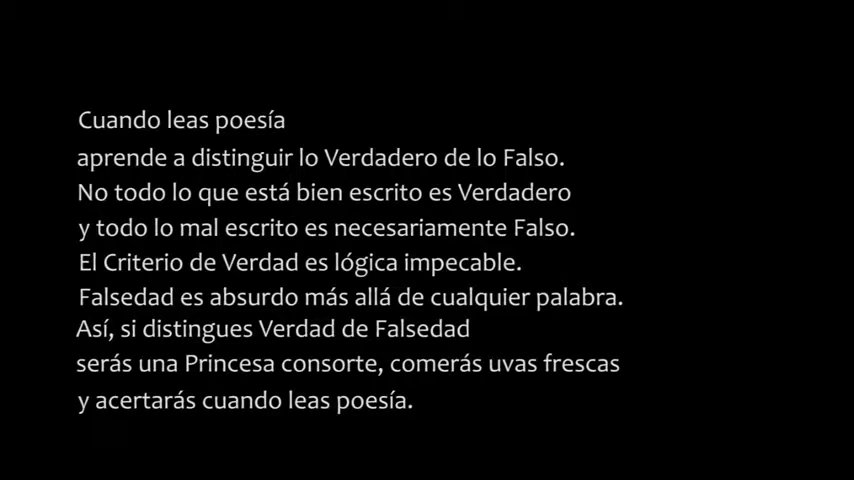 Cuando leas poesía
aprende a distinguir lo Verdadero de lo Falso.
No todo lo que está bien escrito es Verdadero
y todo lo mal escrito es necesariamente Falso.
El Criterio de Verdad es lógica impecable.
Falsedad es absurdo más allá de cualquier palabra.
Así, si distingues Verdad de Falsedad
serás una Princesa consorte, comerás uvas frescas
y acertarás cuando leas poesía.